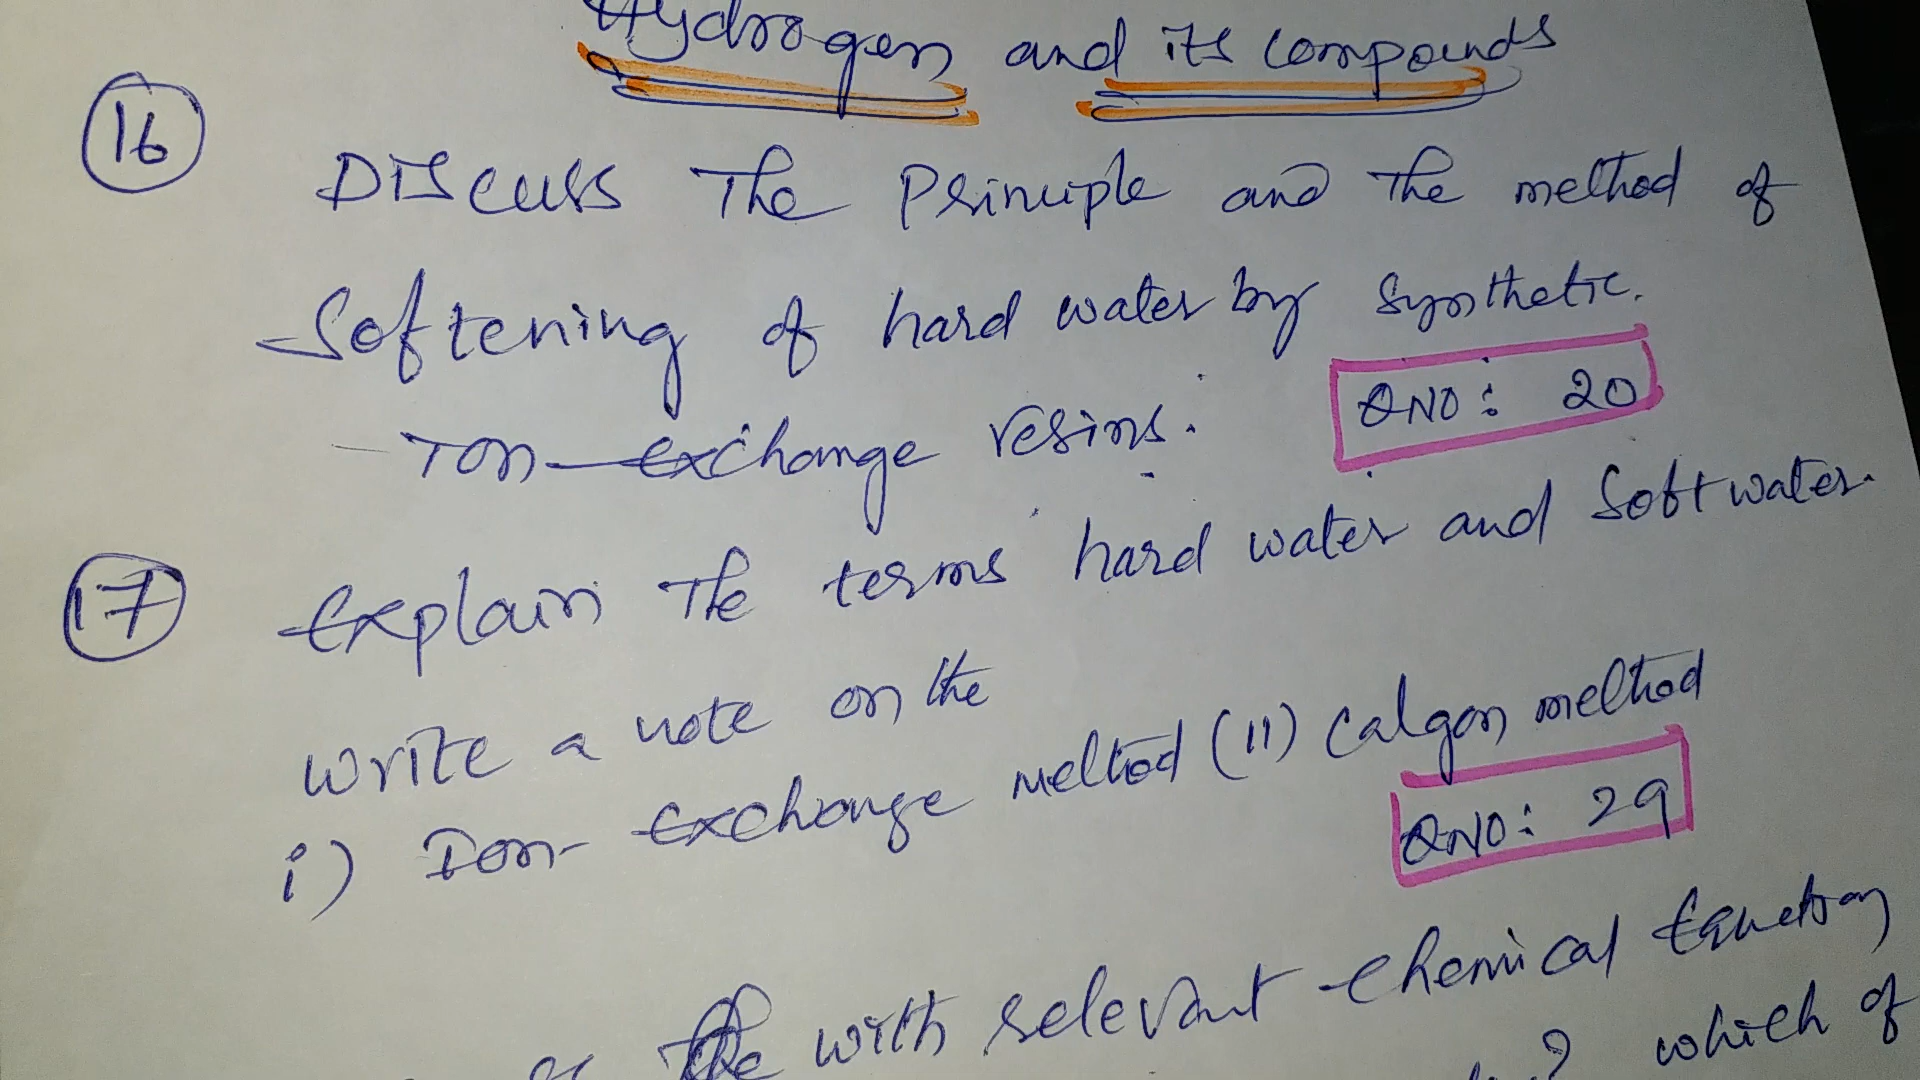 Hydrogen and its compounds
16
Discuss The Principle and The method of
Softening of hard water by synthetic.
Ion-exchange resins.
QNO: 20
17
Explain The terms hard water and Soft water.
write a note on the
i) Ion-Exchange method (II) Calgon method
QNO: 29
with relevant chemical Equation
which of